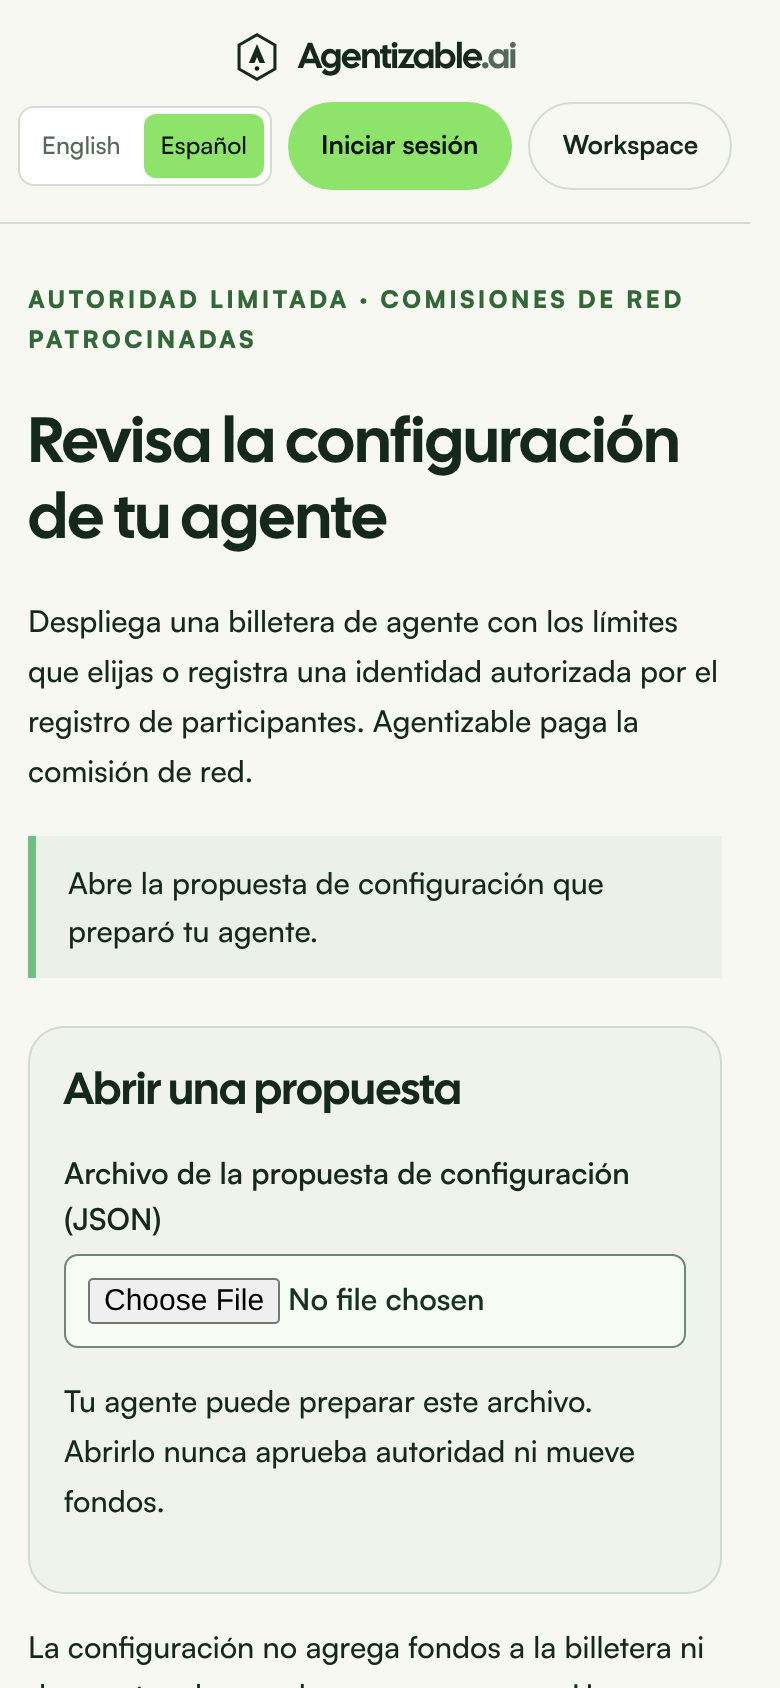 Agentizable.ai
English Español Iniciar sesión Workspace
AUTORIDAD LIMITADA · COMISIONES DE RED
PATROCINADAS
Revisa la configuración
de tu agente
Despliega una billetera de agente con los límites
que elijas o registra una identidad autorizada por el
registro de participantes. Agentizable paga la
comisión de red.
Abre la propuesta de configuración que
preparó tu agente.
Abrir una propuesta
Archivo de la propuesta de configuración
(JSON)
Choose File No file chosen
Tu agente puede preparar este archivo.
Abrirlo nunca aprueba autoridad ni mueve
fondos.
La configuración no agrega fondos a la billetera ni